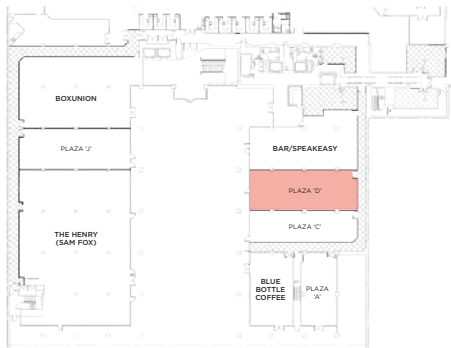 BOXUNION
PLAZA 'J'
THE HENRY
(SAM FOX)
BAR/SPEAKEASY
PLAZA 'D'
PLAZA 'C'
BLUE
BOTTLE
COFFEE
PLAZA
'A'